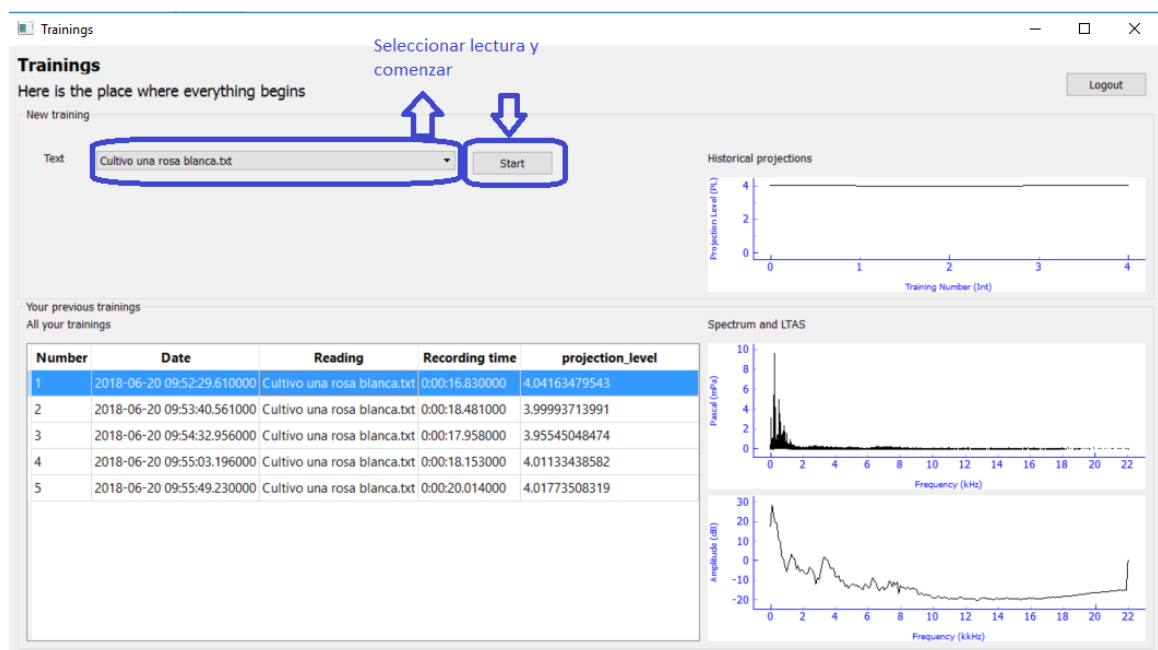 Trainings
Seleccionar lectura y
comenzar
Trainings
Here is the place where everything begins
Logout
New training
Text
Cultivo una rosa blanca.txt
Start
Historical projections
Projection Level (PL)
4
2
0
0 1 2 3 4
Training Number (Int)
Your previous trainings
All your trainings
Number Date Reading Recording time projection_level
1 2018-06-20 09:52:29.610000 Cultivo una rosa blanca.txt 0:00:16.830000 4.04163479543
2 2018-06-20 09:53:40.561000 Cultivo una rosa blanca.txt 0:00:18.481000 3.99993713991
3 2018-06-20 09:54:32.956000 Cultivo una rosa blanca.txt 0:00:17.958000 3.95545048474
4 2018-06-20 09:55:03.196000 Cultivo una rosa blanca.txt 0:00:18.153000 4.01133438582
5 2018-06-20 09:55:49.230000 Cultivo una rosa blanca.txt 0:00:20.014000 4.01773508319
Spectrum and LTAS
Pascal (mPa)
10
8
6
4
2
0
0 2 4 6 8 10 12 14 16 18 20 22
Frequency (kHz)
Amplitude (dB)
30
20
10
0
-10
-20
0 2 4 6 8 10 12 14 16 18 20 22
Frequency (kkHz)